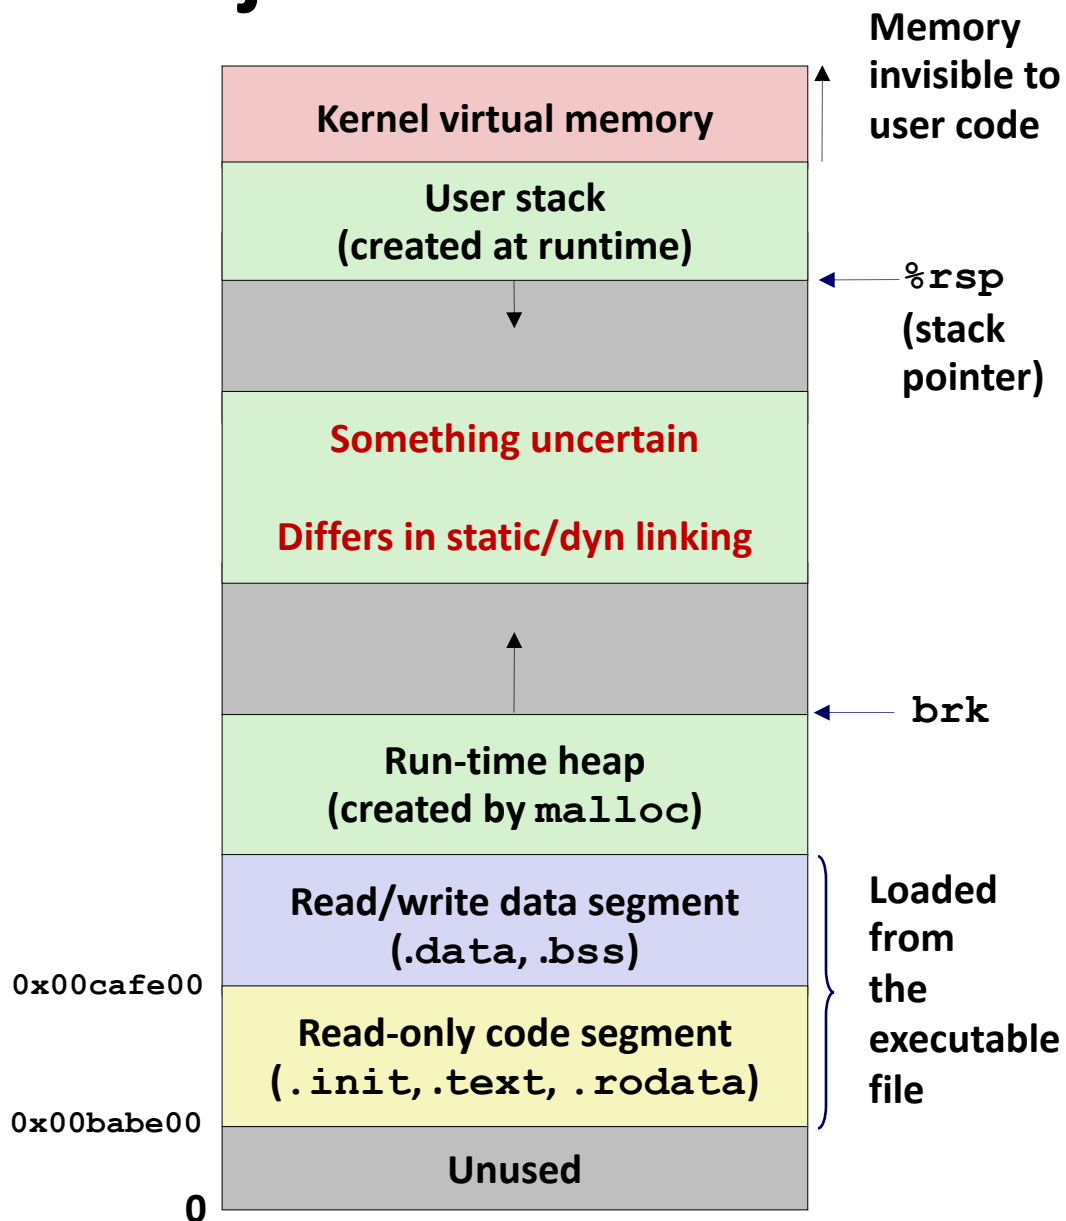 Memory
invisible to
user code
Kernel virtual memory
User stack
(created at runtime)
%rsp
(stack
pointer)
Something uncertain
Differs in static/dyn linking
brk
Run-time heap
(created by malloc)
Read/write data segment
(.data, .bss)
Loaded
from
the
executable
file
0x00cafe00
Read-only code segment
(.init, .text, .rodata)
0x00babe00
Unused
0